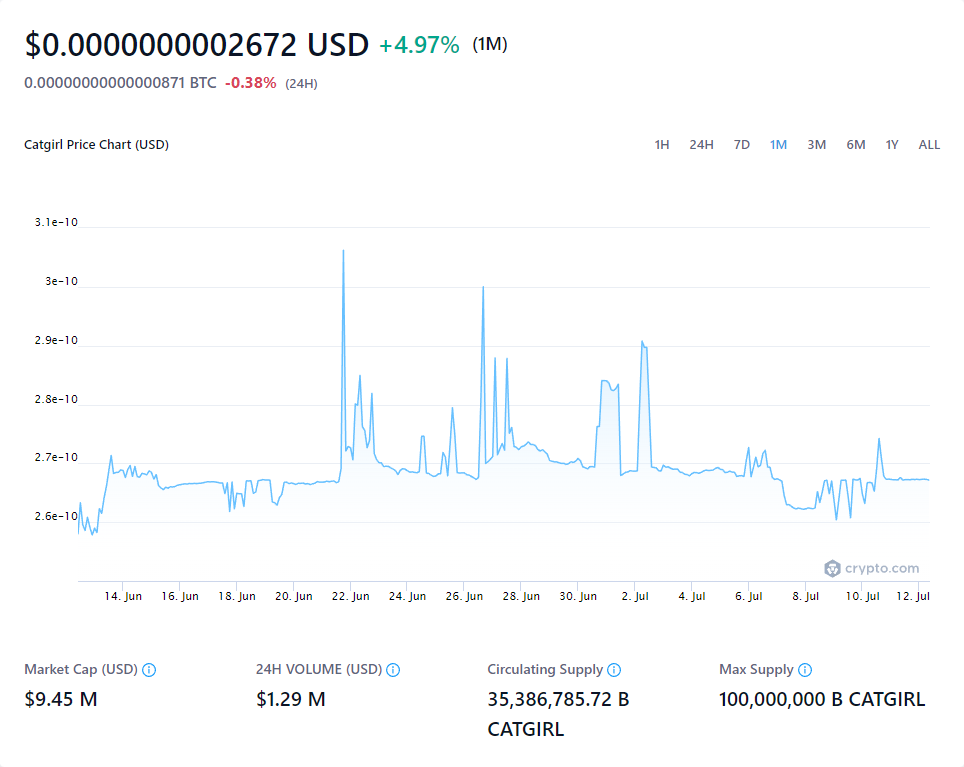 $0.0000000002672 USD +4.97% (1M)
0.00000000000000871 BTC -0.38% (24H)
Catgirl Price Chart (USD) 1H 24H 7D 1M 3M 6M 1Y ALL
3.1e-10
3e-10
2.9e-10
2.8e-10
2.7e-10
2.6e-10
crypto.com
14. Jun 16. Jun 18. Jun 20. Jun 22. Jun 24. Jun 26. Jun 28. Jun 30. Jun 2. Jul 4. Jul 6. Jul 8. Jul 10. Jul 12. Jul
Market Cap (USD) 24H VOLUME (USD) Circulating Supply Max Supply
$9.45 M $1.29 M 35,386,785.72 B 100,000,000 B CATGIRL
CATGIRL